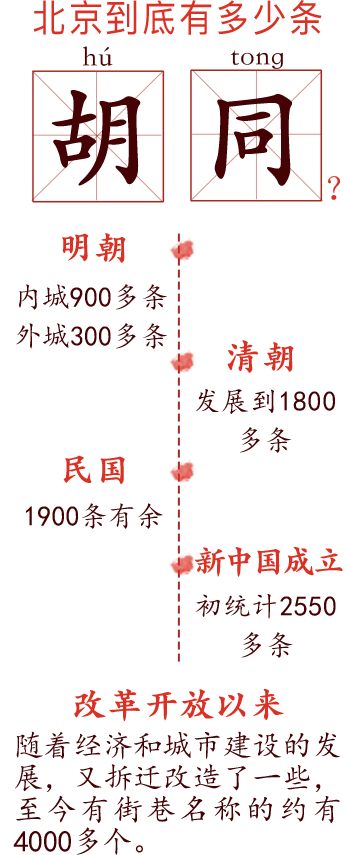 北京到底有多少条
hú tong
胡同?
明朝
内城900多条
外城300多条
清朝
发展到1800
多条
民国
1900条有余
新中国成立
初统计2550
多条
改革开放以来
随着经济和城市建设的发
展，又拆迁改造了一些，
至今有街巷名称的约有
4000多个。